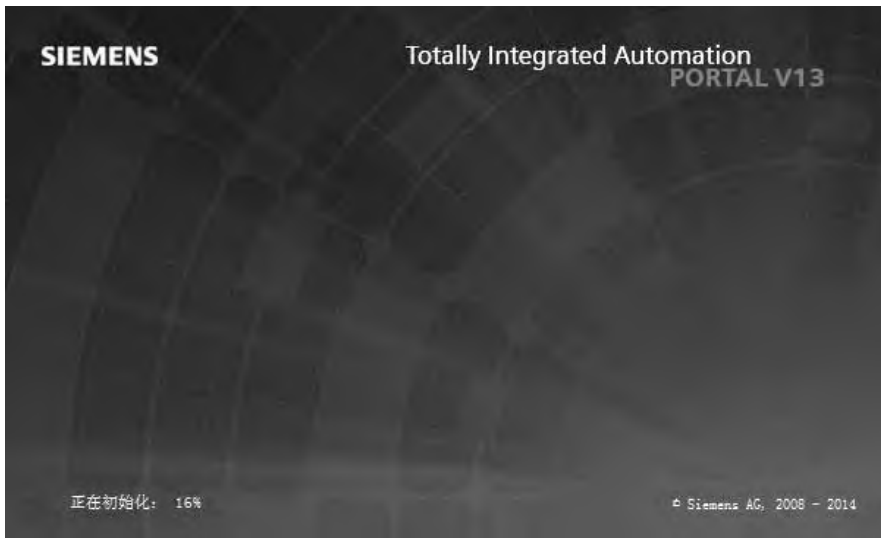 SIEMENS
Totally Integrated Automation
PORTAL V13
正在初始化： 16%
© Siemens AG, 2008 - 2014